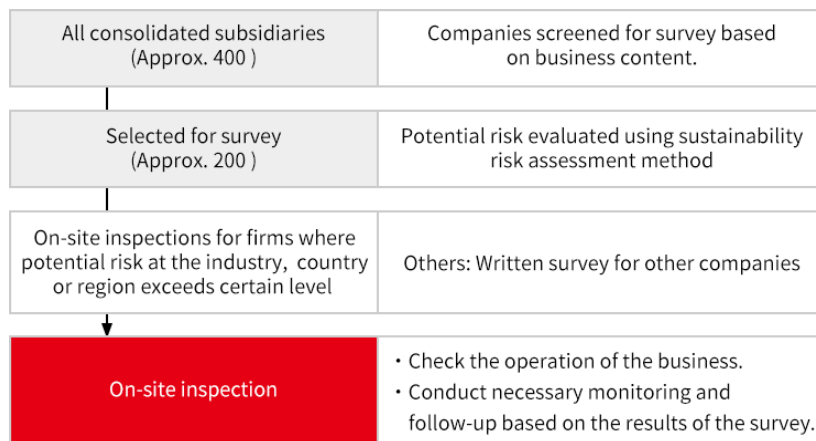 All consolidated subsidiaries
(Approx. 400 )
Companies screened for survey based
on business content.
Selected for survey
(Approx. 200 )
Potential risk evaluated using sustainability
risk assessment method
On-site inspections for firms where
potential risk at the industry, country
or region exceeds certain level
Others: Written survey for other companies
On-site inspection
・Check the operation of the business.
・Conduct necessary monitoring and
follow-up based on the results of the survey.